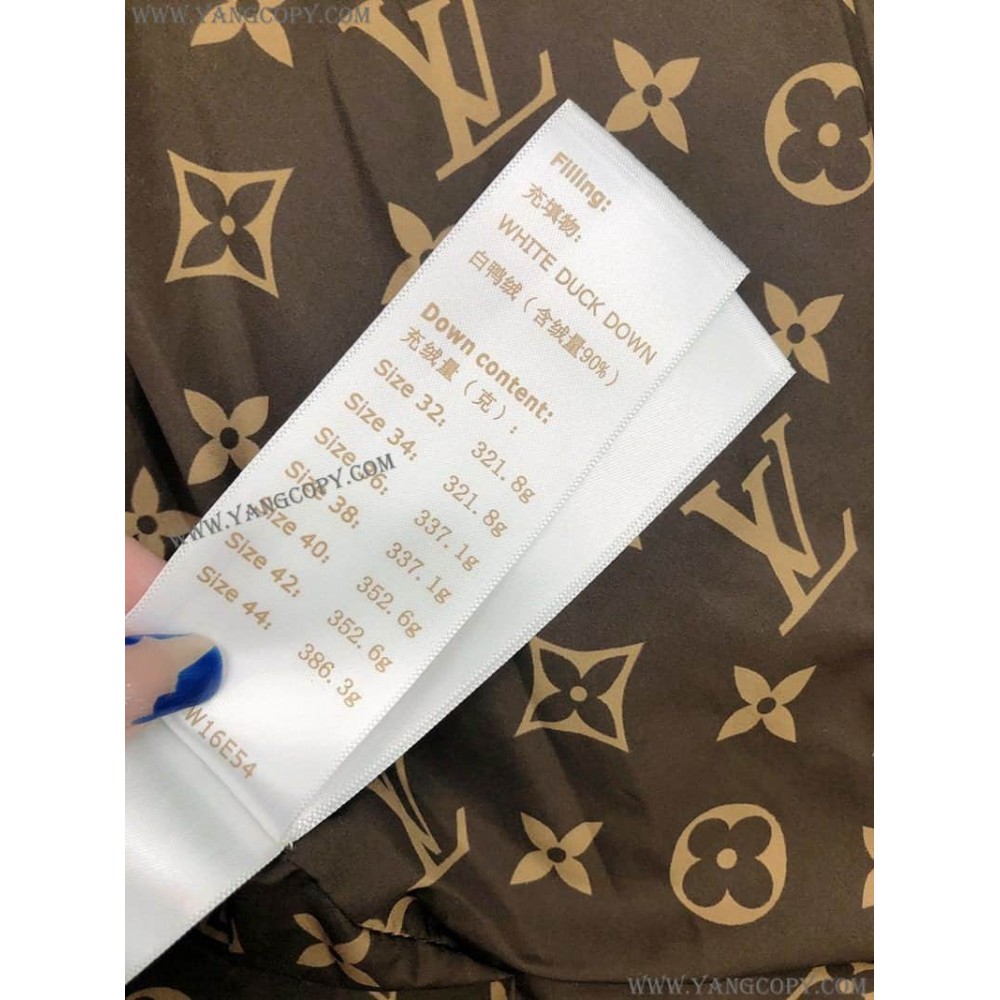 WWW.YANGCOPY.COM
Filling:
充填物:
WHITE DUCK DOWN
白鸭绒（含绒量90%）
Down content:
充绒量（克）:
Size 32: 321.8g
Size 34: 321.8g
Size 36: 337.1g
Size 38: 337.1g
Size 40: 352.6g
Size 42: 352.6g
Size 44: 386.3g
W16E54
WWW.YANGCOPY.COM
WWW.YANGCOPY.COM